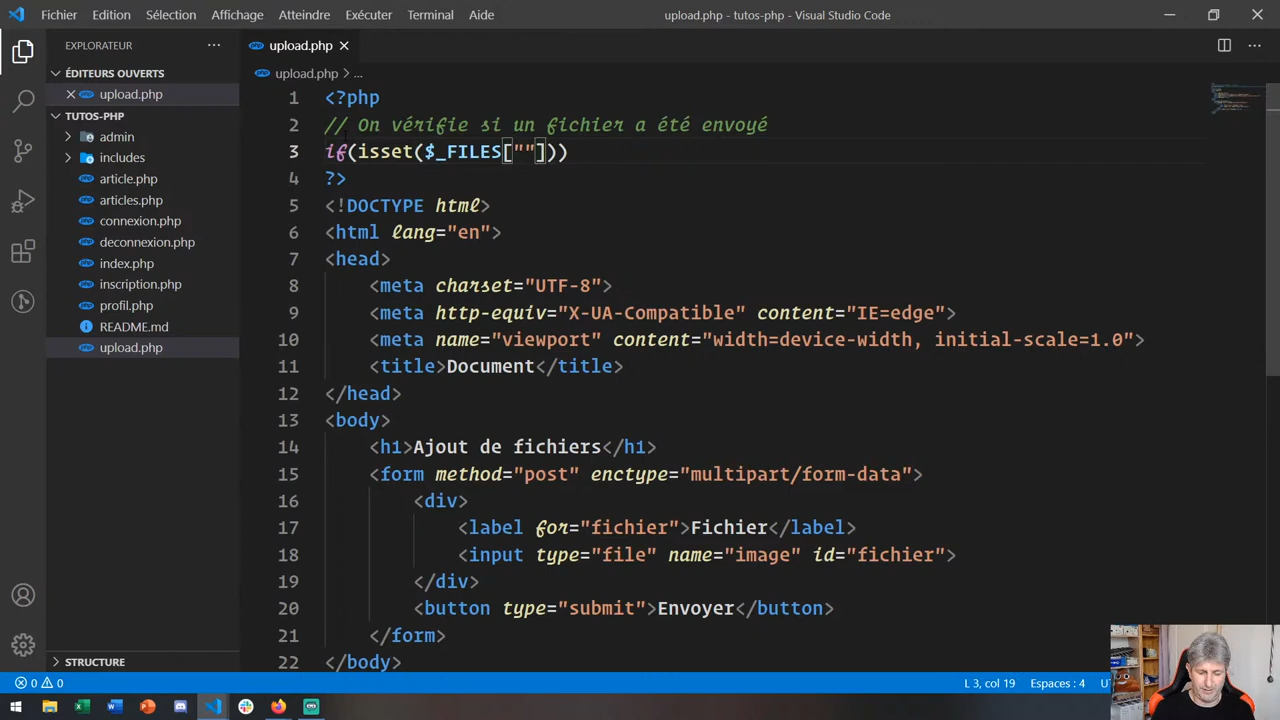 Fichier Edition Sélection Affichage Atteindre Exécuter Terminal Aide upload.php - tutos-php - Visual Studio Code
EXPLORATEUR
ÉDITEURS OUVERTS
upload.php
TUTOS-PHP
admin
includes
article.php
articles.php
connexion.php
deconnexion.php
index.php
inscription.php
profil.php
README.md
upload.php
STRUCTURE
upload.php
upload.php > ...
1 <?php
2 // On vérifie si un fichier a été envoyé
3 if(isset($_FILES[""]))
4 ?>
5 <!DOCTYPE html>
6 <html lang="en">
7 <head>
8 <meta charset="UTF-8">
9 <meta http-equiv="X-UA-Compatible" content="IE=edge">
10 <meta name="viewport" content="width=device-width, initial-scale=1.0">
11 <title>Document</title>
12 </head>
13 <body>
14 <h1>Ajout de fichiers</h1>
15 <form method="post" enctype="multipart/form-data">
16 <div>
17 <label for="fichier">Fichier</label>
18 <input type="file" name="image" id="fichier">
19 </div>
20 <button type="submit">Envoyer</button>
21 </form>
22 </body>
0 0 L 3, col 19 Espaces : 4